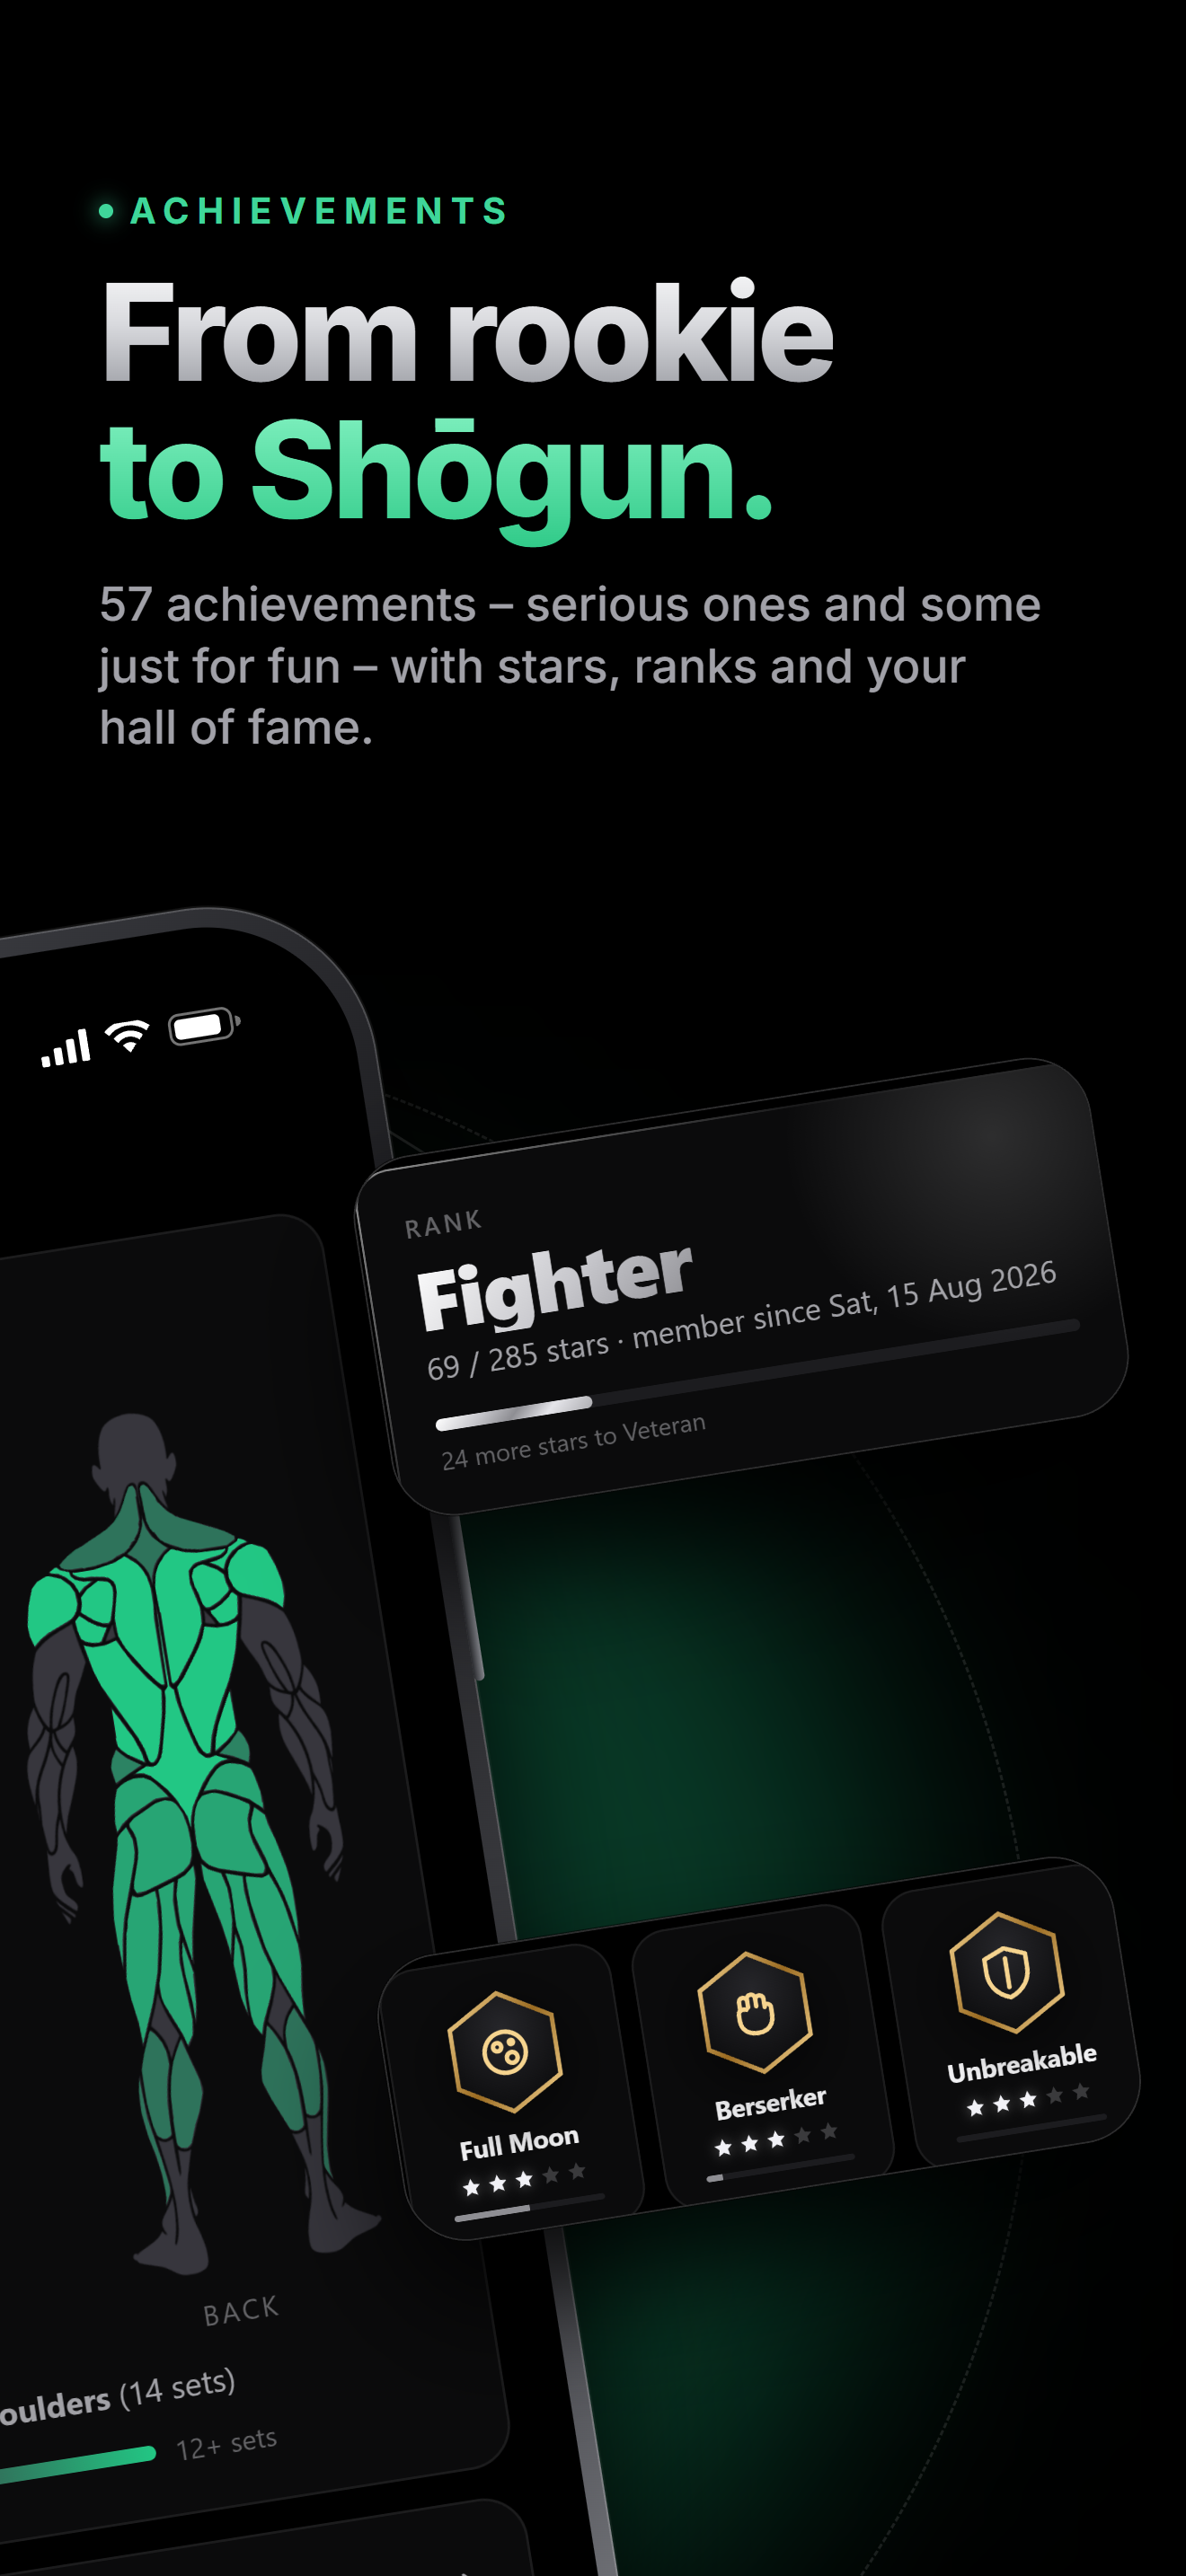 ACHIEVEMENTS
From rookie
to Shōgun.
57 achievements – serious ones and some
just for fun – with stars, ranks and your
hall of fame.
RANK
Fighter
69 / 285 stars · member since Sat, 15 Aug 2026
24 more stars to Veteran
Full Moon
Berserker
Unbreakable
BACK
oulders (14 sets)
12+ sets